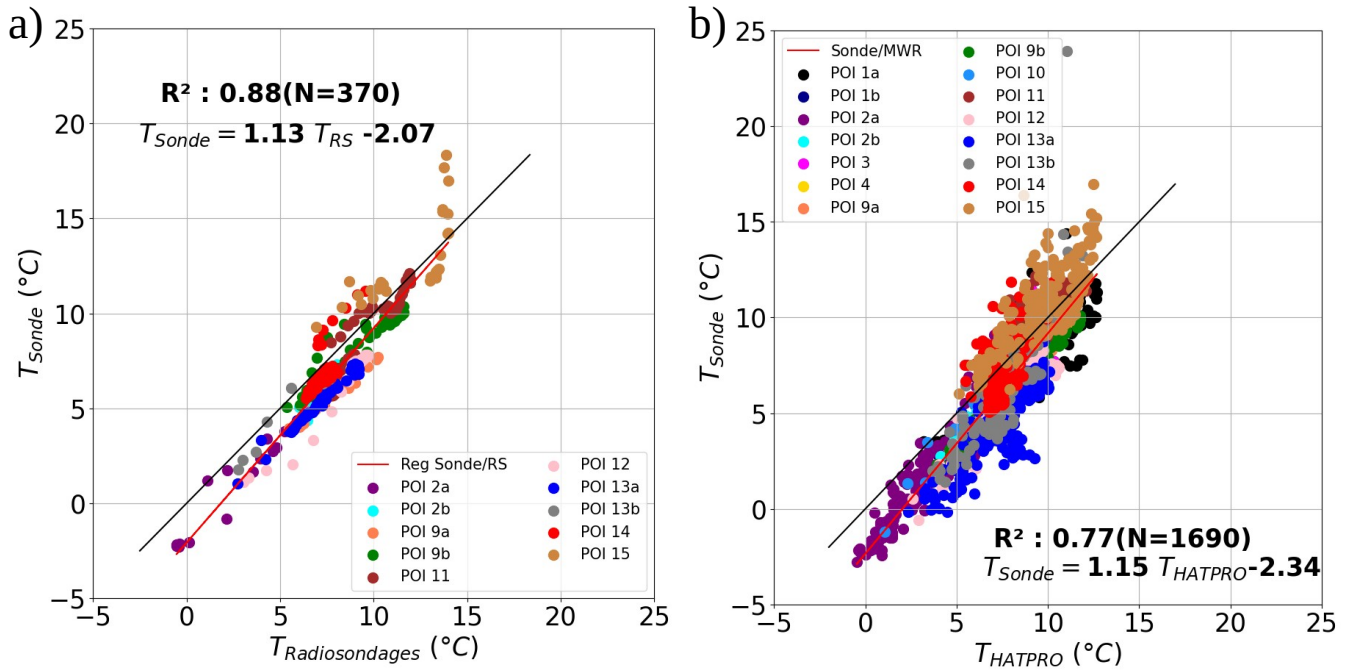 a)
R² : 0.88(N=370)
T_Sonde = 1.13 T_RS -2.07
T_Sonde (°C)
25
20
15
10
5
0
−5
Reg Sonde/RS
POI 2a
POI 2b
POI 9a
POI 9b
POI 11
POI 12
POI 13a
POI 13b
POI 14
POI 15
−5 0 5 10 15 20 25
T_Radiosondages (°C)
b)
Sonde/MWR
POI 1a
POI 1b
POI 2a
POI 2b
POI 3
POI 4
POI 9a
POI 9b
POI 10
POI 11
POI 12
POI 13a
POI 13b
POI 14
POI 15
T_Sonde (°C)
25
20
15
10
5
0
−5
R² : 0.77(N=1690)
T_Sonde = 1.15 T_HATPRO-2.34
−5 0 5 10 15 20 25
T_HATPRO (°C)